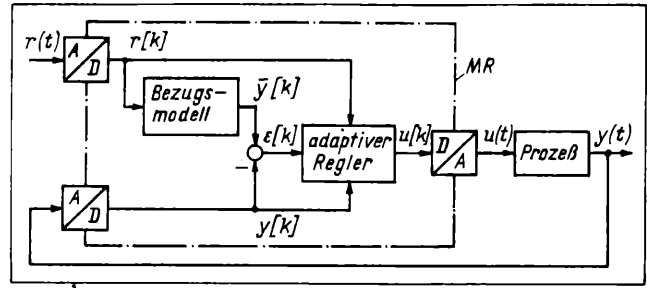 r(t) A D r[k] MR
Bezugs-
modell
ȳ[k]
ε[k]
adaptiver
Regler
u[k]
D A
u(t)
Prozeß
y(t)
−
A D
y[k]